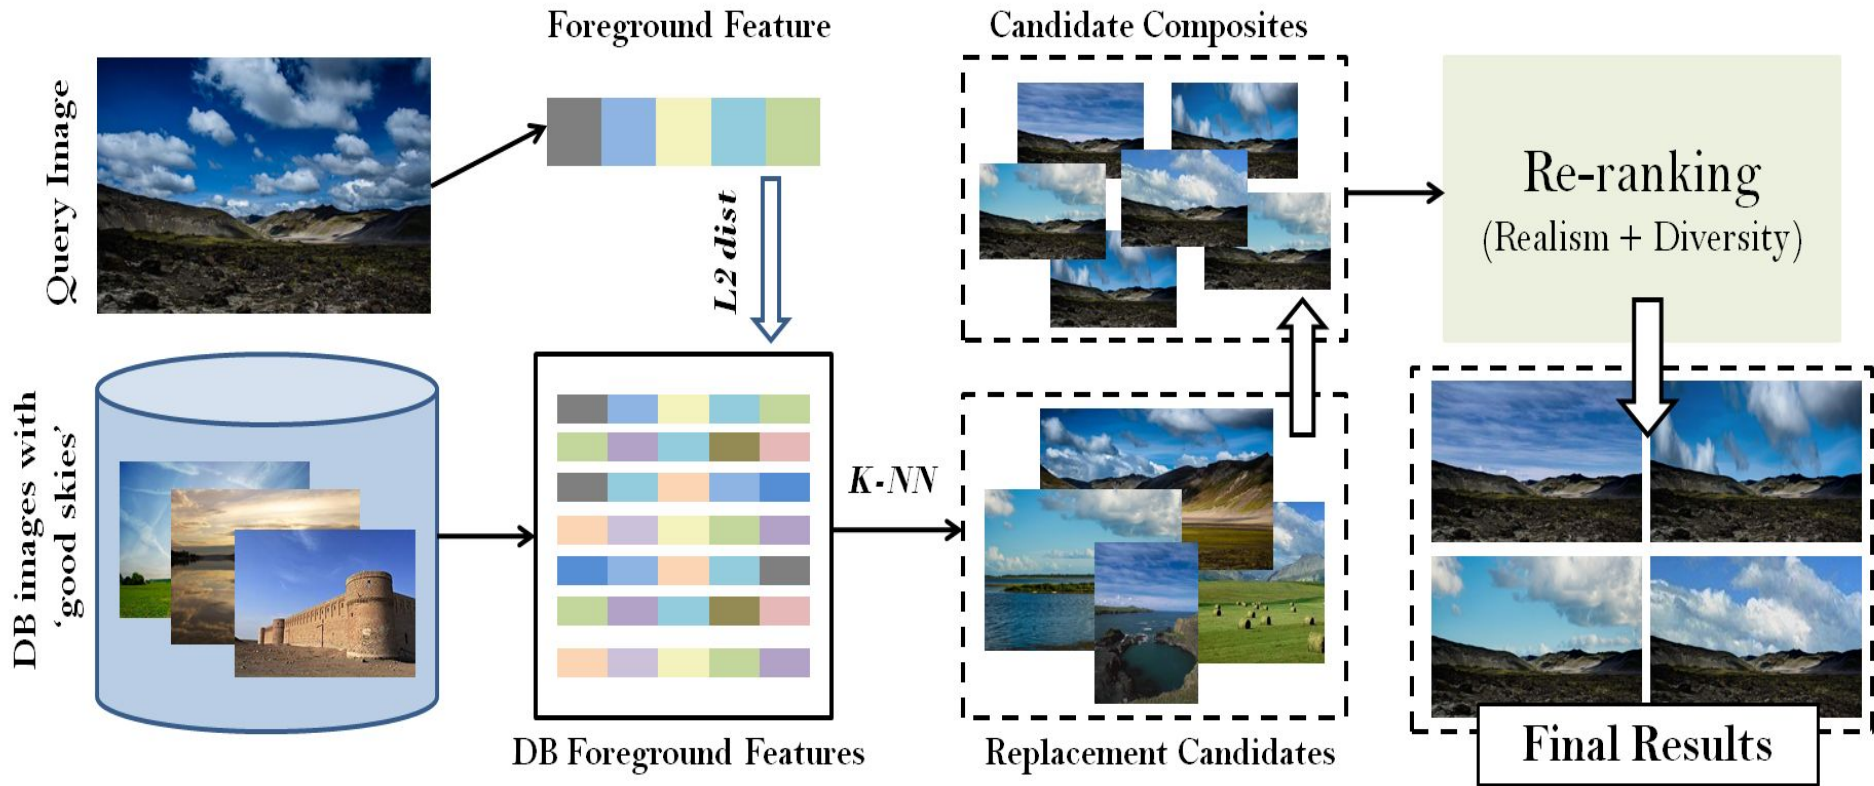 Foreground Feature
Candidate Composites
Query Image
L2 dist
Re-ranking
(Realism + Diversity)
DB images with
‘good skies’
K-NN
DB Foreground Features
Replacement Candidates
Final Results